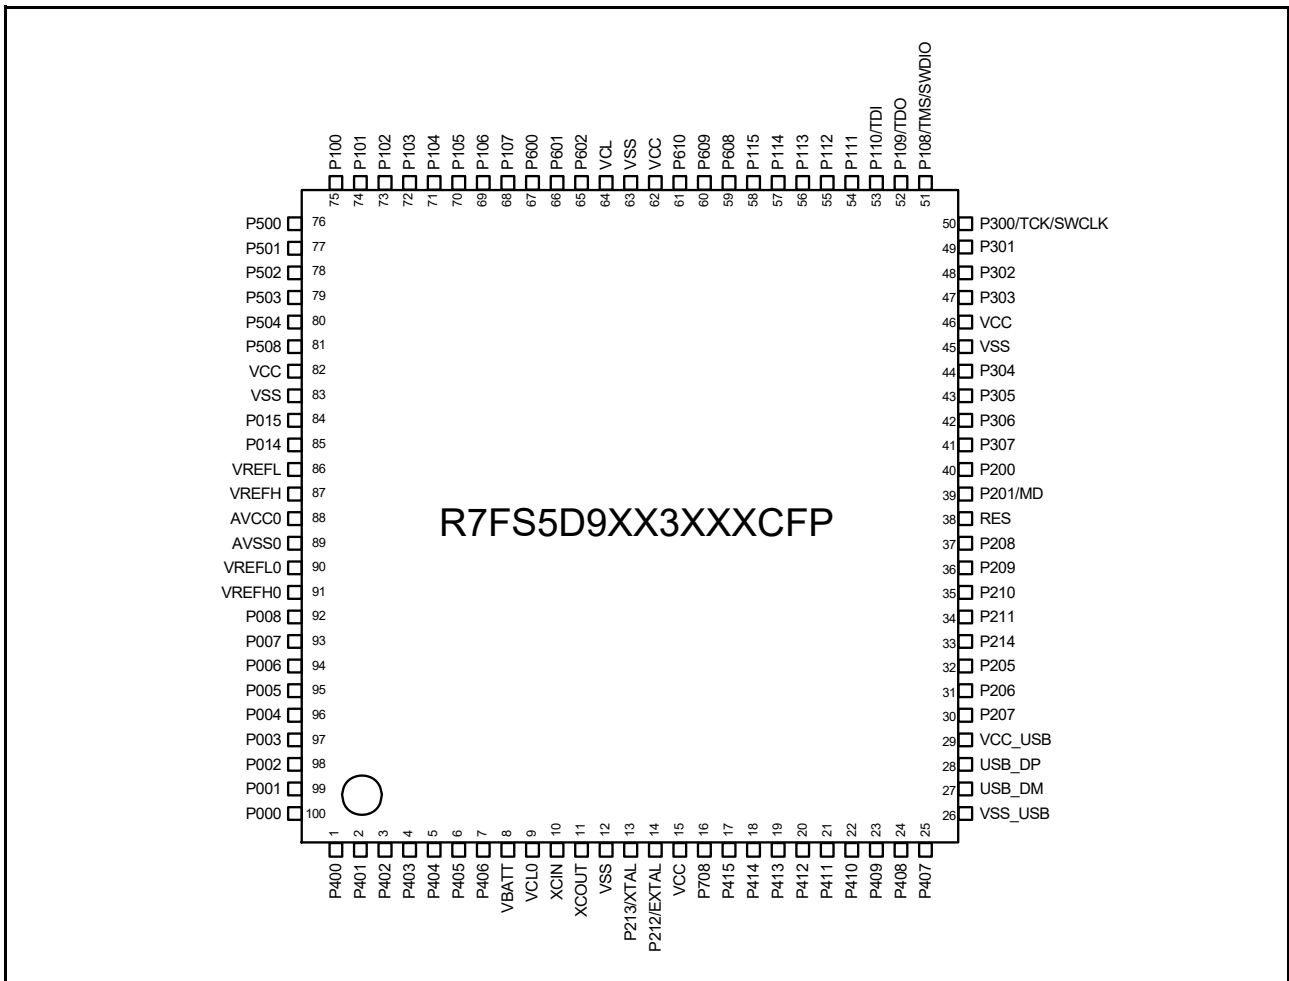 P100
P101
P102
P103
P104
P105
P106
P107
P600
P601
P602
VCL
VSS
VCC
P610
P609
P608
P115
P114
P113
P112
P111
P110/TDI
P109/TDO
P108/TMS/SWDIO
75
74
73
72
71
70
69
68
67
66
65
64
63
62
61
60
59
58
57
56
55
54
53
52
51
P500 76
P501 77
P502 78
P503 79
P504 80
P508 81
VCC 82
VSS 83
P015 84
P014 85
VREFL 86
VREFH 87
AVCC0 88
AVSS0 89
VREFL0 90
VREFH0 91
P008 92
P007 93
P006 94
P005 95
P004 96
P003 97
P002 98
P001 99
P000 100
R7FS5D9XX3XXXCFP
50 P300/TCK/SWCLK
49 P301
48 P302
47 P303
46 VCC
45 VSS
44 P304
43 P305
42 P306
41 P307
40 P200
39 P201/MD
38 RES
37 P208
36 P209
35 P210
34 P211
33 P214
32 P205
31 P206
30 P207
29 VCC_USB
28 USB_DP
27 USB_DM
26 VSS_USB
1
2
3
4
5
6
7
8
9
10
11
12
13
14
15
16
17
18
19
20
21
22
23
24
25
P400
P401
P402
P403
P404
P405
P406
VBATT
VCL0
XCIN
XCOUT
VSS
P213/XTAL
P212/EXTAL
VCC
P708
P415
P414
P413
P412
P411
P410
P409
P408
P407